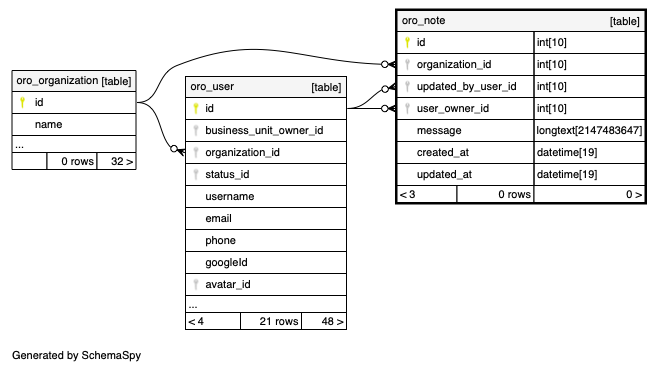 oro_organization [table]
id
name
...
0 rows 32 >
oro_user [table]
id
business_unit_owner_id
organization_id
status_id
username
email
phone
googleId
avatar_id
...
< 4 21 rows 48 >
oro_note [table]
id int[10]
organization_id int[10]
updated_by_user_id int[10]
user_owner_id int[10]
message longtext[2147483647]
created_at datetime[19]
updated_at datetime[19]
< 3 0 rows 0 >
Generated by SchemaSpy